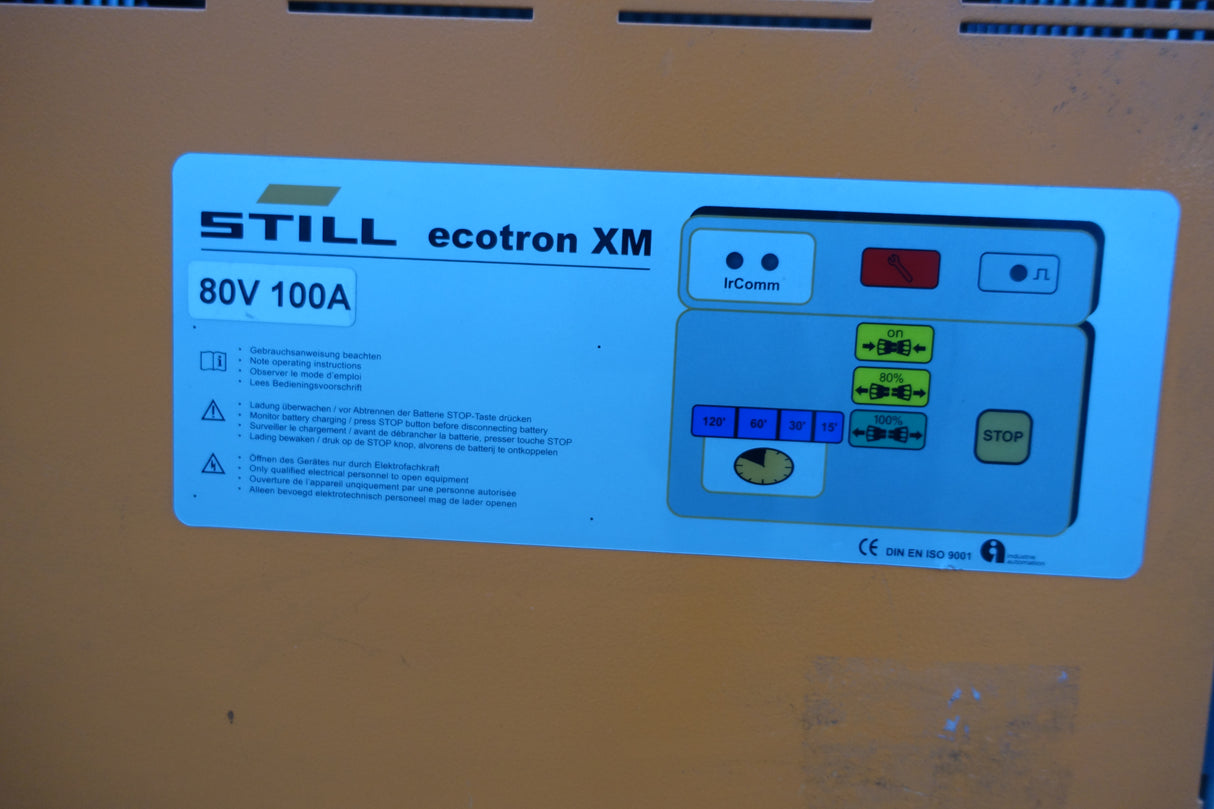 STILL ecotron XM
80V 100A
• Gebrauchsanweisung beachten
• Note operating instructions
• Observer le mode d'emploi
• Lees Bedieningsvoorschrift
• Ladung überwachen / vor Abtrennen der Batterie STOP-Taste drücken
• Monitor battery charging / press STOP button before disconnecting battery
• Surveiller le chargement / avant de débrancher la batterie, presser touche STOP
• Lading bewaken / druk op de STOP knop, alvorens de batterij te ontkoppelen
• Öffnen des Gerätes nur durch Elektrofachkraft
• Only qualified electrical personnel to open equipment
• Ouverture de l'appareil unqiquement par une personne autorisée
• Alleen bevoegd elektrotechnisch personeel mag de lader openen
IrComm
on
80%
100%
120' 60' 30' 15'
STOP
CE DIN EN ISO 9001
industrie
automation